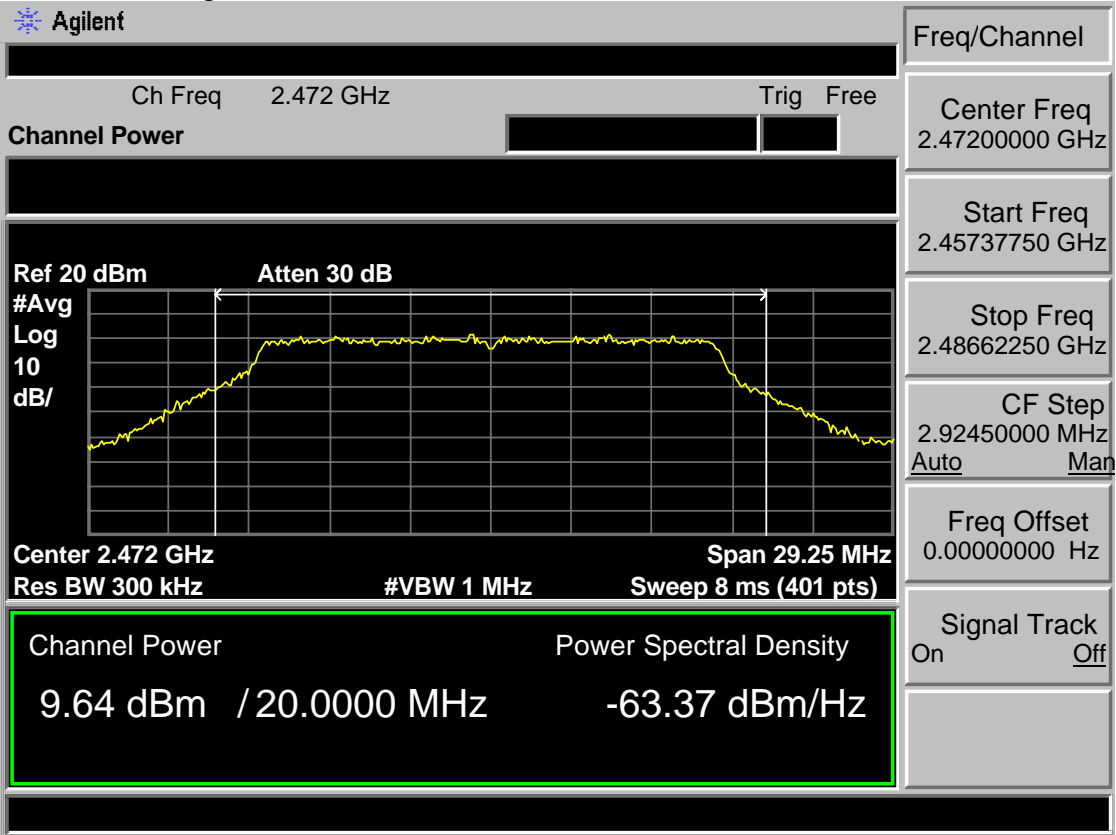 Agilent
Freq/Channel
Ch Freq 2.472 GHz Trig Free
Channel Power
Center Freq
2.47200000 GHz
Start Freq
2.45737750 GHz
Stop Freq
2.48662250 GHz
CF Step
2.92450000 MHz
Auto Man
Freq Offset
0.00000000 Hz
Signal Track
On Off
Ref 20 dBm Atten 30 dB
#Avg
Log
10
dB/
Center 2.472 GHz Span 29.25 MHz
Res BW 300 kHz #VBW 1 MHz Sweep 8 ms (401 pts)
Channel Power Power Spectral Density
9.64 dBm / 20.0000 MHz -63.37 dBm/Hz